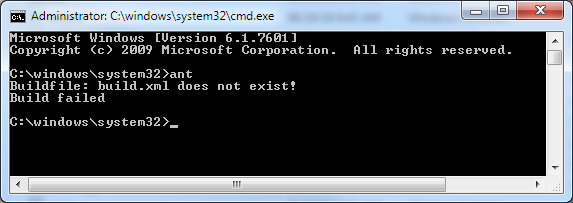 Administrator: C:\windows\system32\cmd.exe
Microsoft Windows [Version 6.1.7601]
Copyright (c) 2009 Microsoft Corporation.  All rights reserved.
C:\windows\system32>ant
Buildfile: build.xml does not exist!
Build failed
C:\windows\system32>_